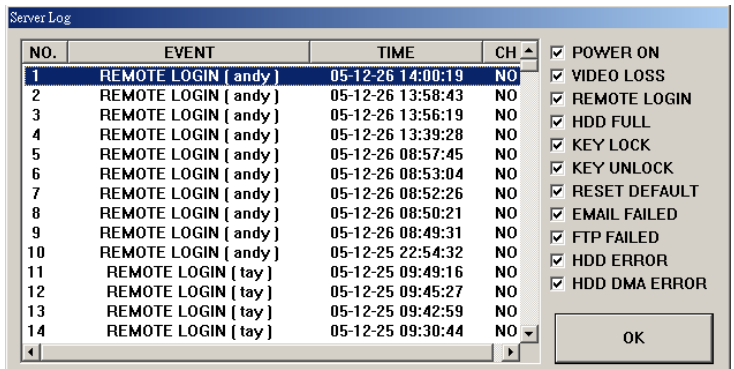 Server Log
NO. EVENT TIME CH
1 REMOTE LOGIN ( andy ) 05-12-26 14:00:19 NO
2 REMOTE LOGIN ( andy ) 05-12-26 13:58:43 NO
3 REMOTE LOGIN ( andy ) 05-12-26 13:56:19 NO
4 REMOTE LOGIN ( andy ) 05-12-26 13:39:28 NO
5 REMOTE LOGIN ( andy ) 05-12-26 08:57:45 NO
6 REMOTE LOGIN ( andy ) 05-12-26 08:53:04 NO
7 REMOTE LOGIN ( andy ) 05-12-26 08:52:26 NO
8 REMOTE LOGIN ( andy ) 05-12-26 08:50:21 NO
9 REMOTE LOGIN ( andy ) 05-12-26 08:49:31 NO
10 REMOTE LOGIN ( andy ) 05-12-25 22:54:32 NO
11 REMOTE LOGIN ( tay ) 05-12-25 09:49:16 NO
12 REMOTE LOGIN ( tay ) 05-12-25 09:45:27 NO
13 REMOTE LOGIN ( tay ) 05-12-25 09:42:59 NO
14 REMOTE LOGIN ( tay ) 05-12-25 09:30:44 NO
POWER ON
VIDEO LOSS
REMOTE LOGIN
HDD FULL
KEY LOCK
KEY UNLOCK
RESET DEFAULT
EMAIL FAILED
FTP FAILED
HDD ERROR
HDD DMA ERROR
OK